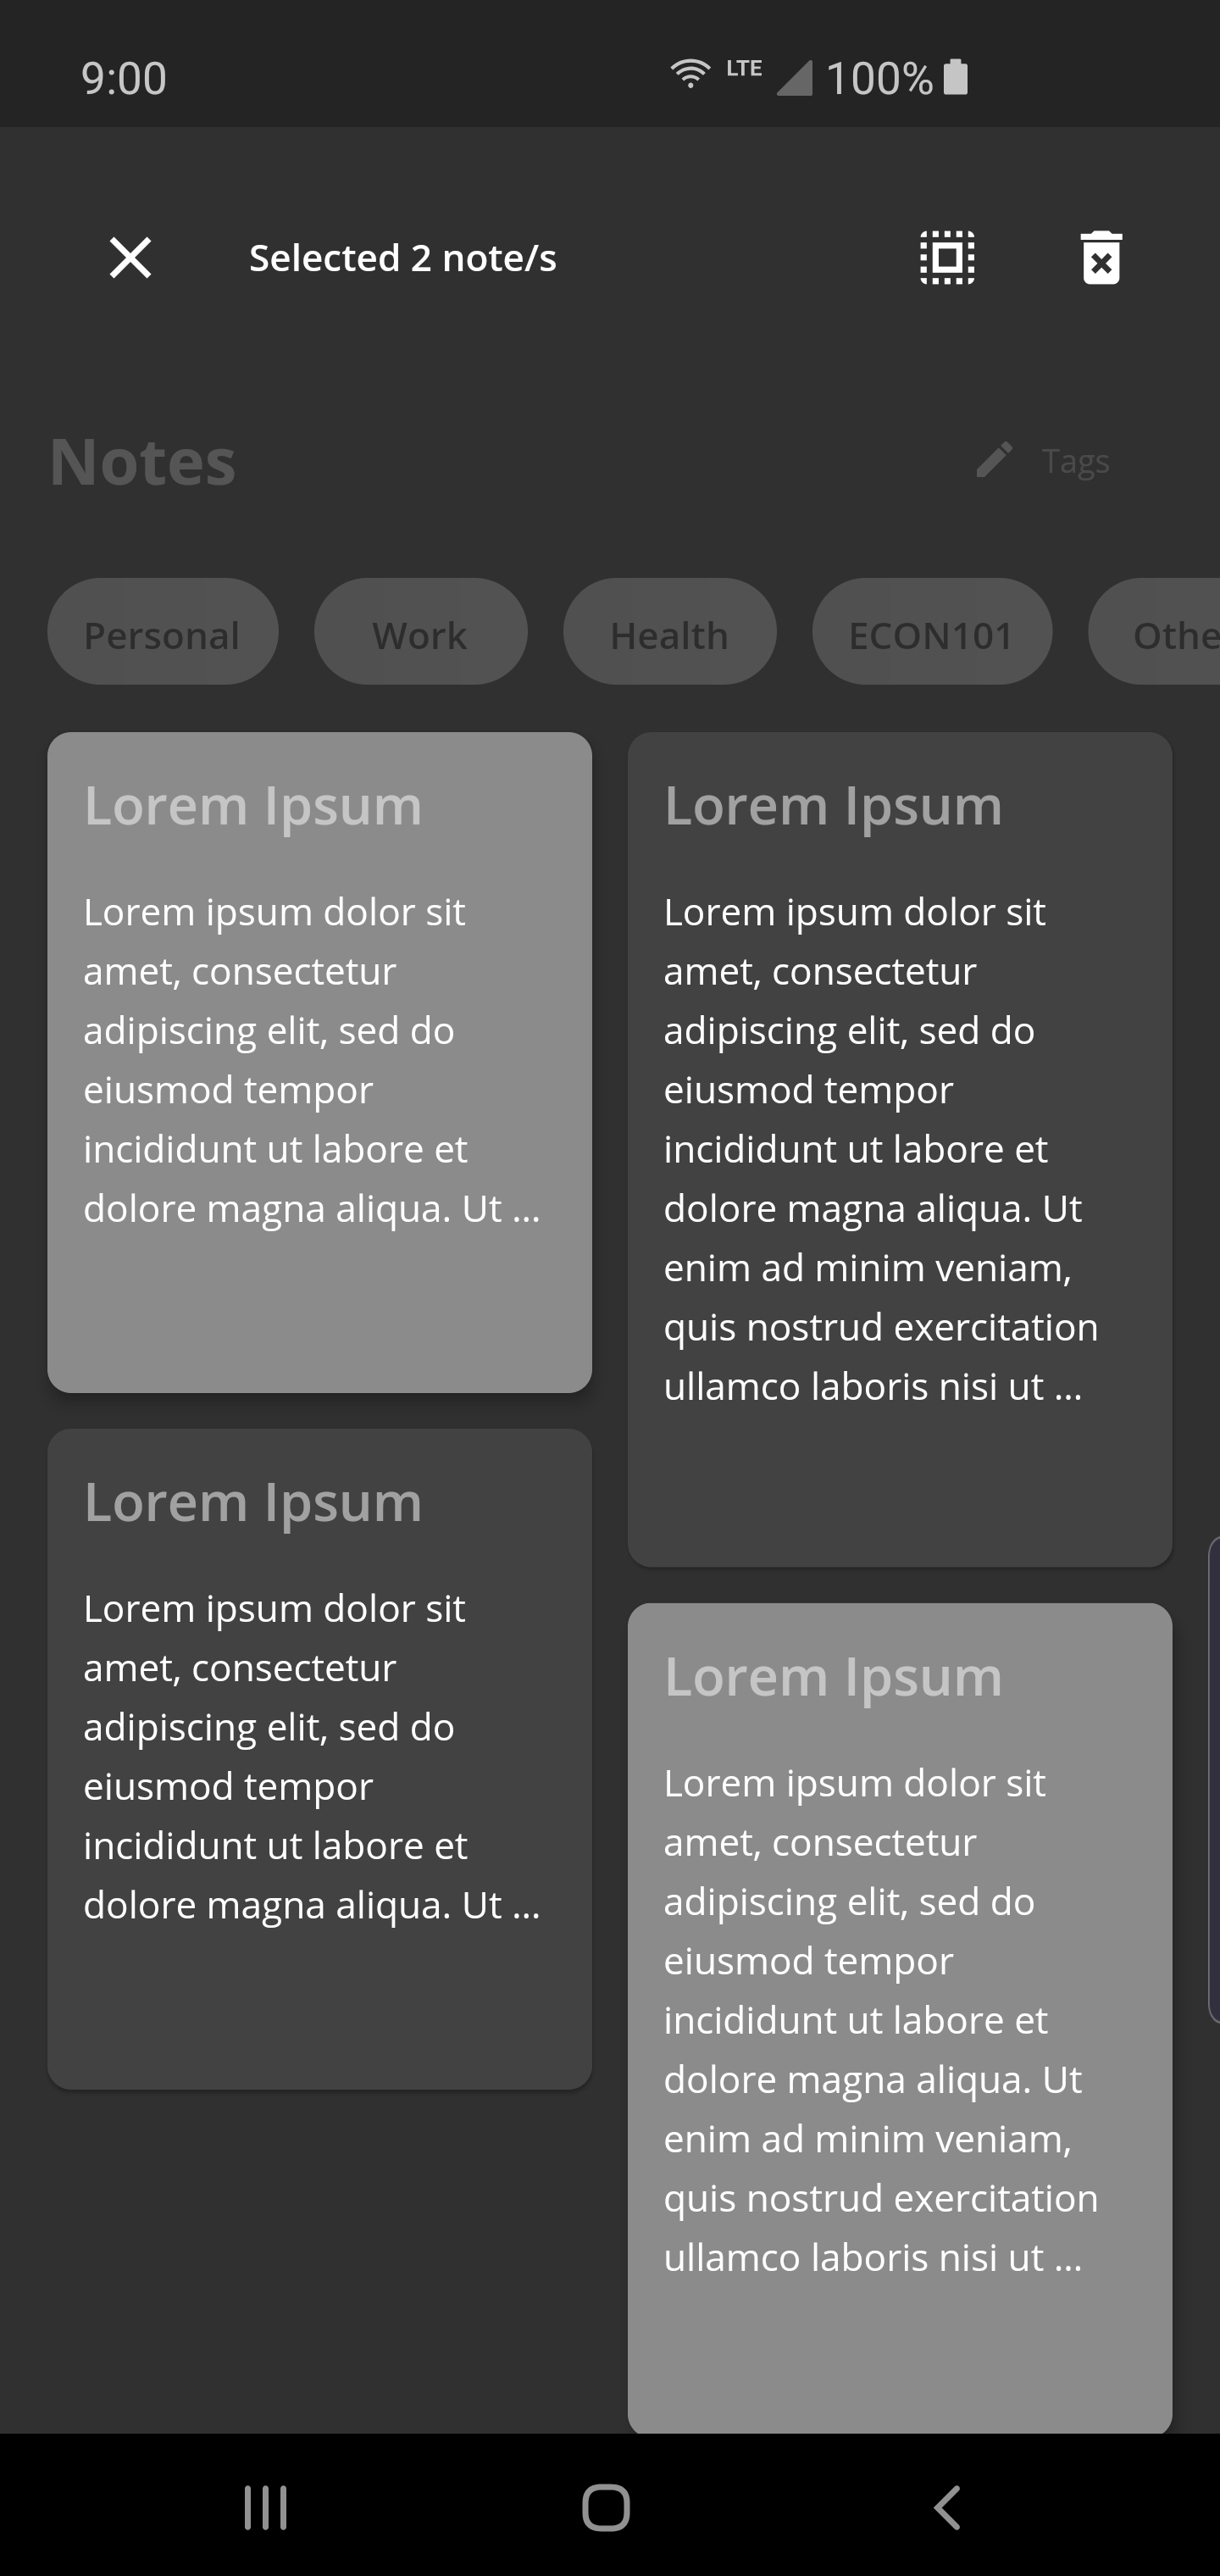 9:00 LTE 100%
Selected 2 note/s
Notes Tags
Personal Work Health ECON101 Othe
Lorem Ipsum
Lorem ipsum dolor sit
amet, consectetur
adipiscing elit, sed do
eiusmod tempor
incididunt ut labore et
dolore magna aliqua. Ut ...
Lorem Ipsum
Lorem ipsum dolor sit
amet, consectetur
adipiscing elit, sed do
eiusmod tempor
incididunt ut labore et
dolore magna aliqua. Ut
enim ad minim veniam,
quis nostrud exercitation
ullamco laboris nisi ut ...
Lorem Ipsum
Lorem ipsum dolor sit
amet, consectetur
adipiscing elit, sed do
eiusmod tempor
incididunt ut labore et
dolore magna aliqua. Ut ...
Lorem Ipsum
Lorem ipsum dolor sit
amet, consectetur
adipiscing elit, sed do
eiusmod tempor
incididunt ut labore et
dolore magna aliqua. Ut
enim ad minim veniam,
quis nostrud exercitation
ullamco laboris nisi ut ...